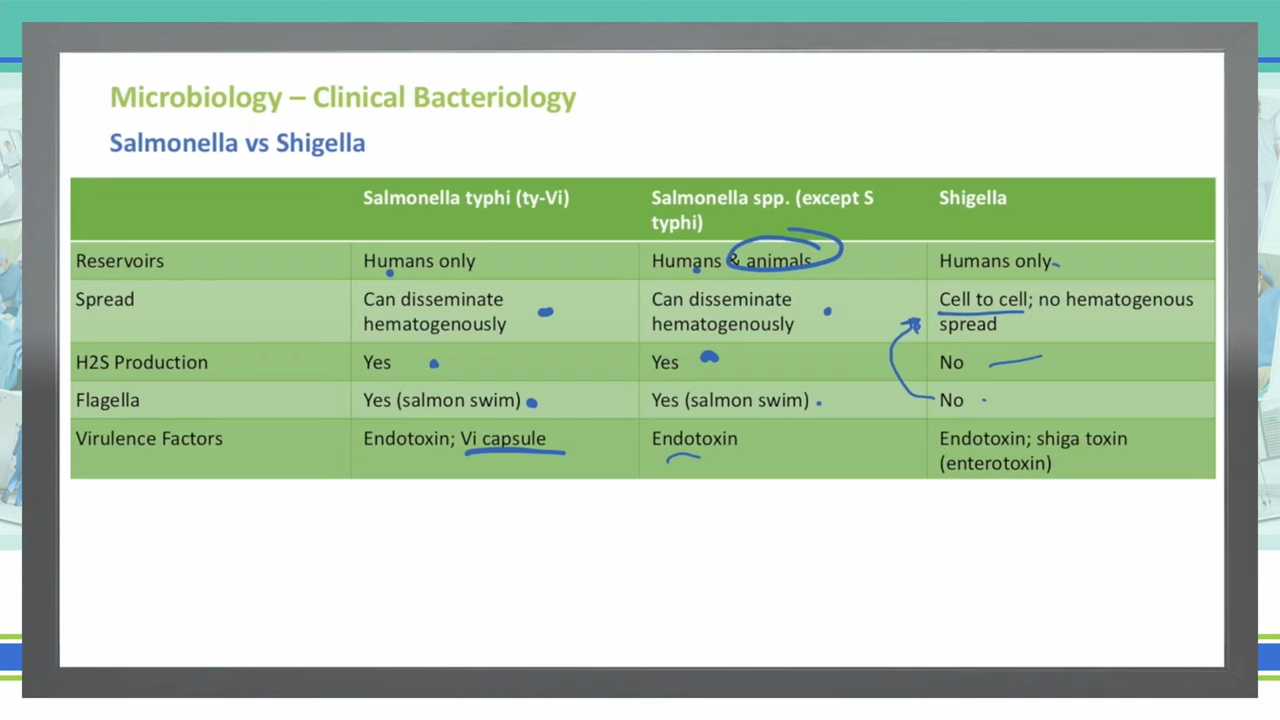 Microbiology – Clinical Bacteriology
Salmonella vs Shigella
Salmonella typhi (ty-Vi)
Salmonella spp. (except S
typhi)
Shigella
Reservoirs
Humans only
Humans & animals
Humans only
Spread
Can disseminate
hematogenously
Can disseminate
hematogenously
Cell to cell; no hematogenous
spread
H2S Production
Yes
Yes
No
Flagella
Yes (salmon swim)
Yes (salmon swim)
No
Virulence Factors
Endotoxin; Vi capsule
Endotoxin
Endotoxin; shiga toxin
(enterotoxin)